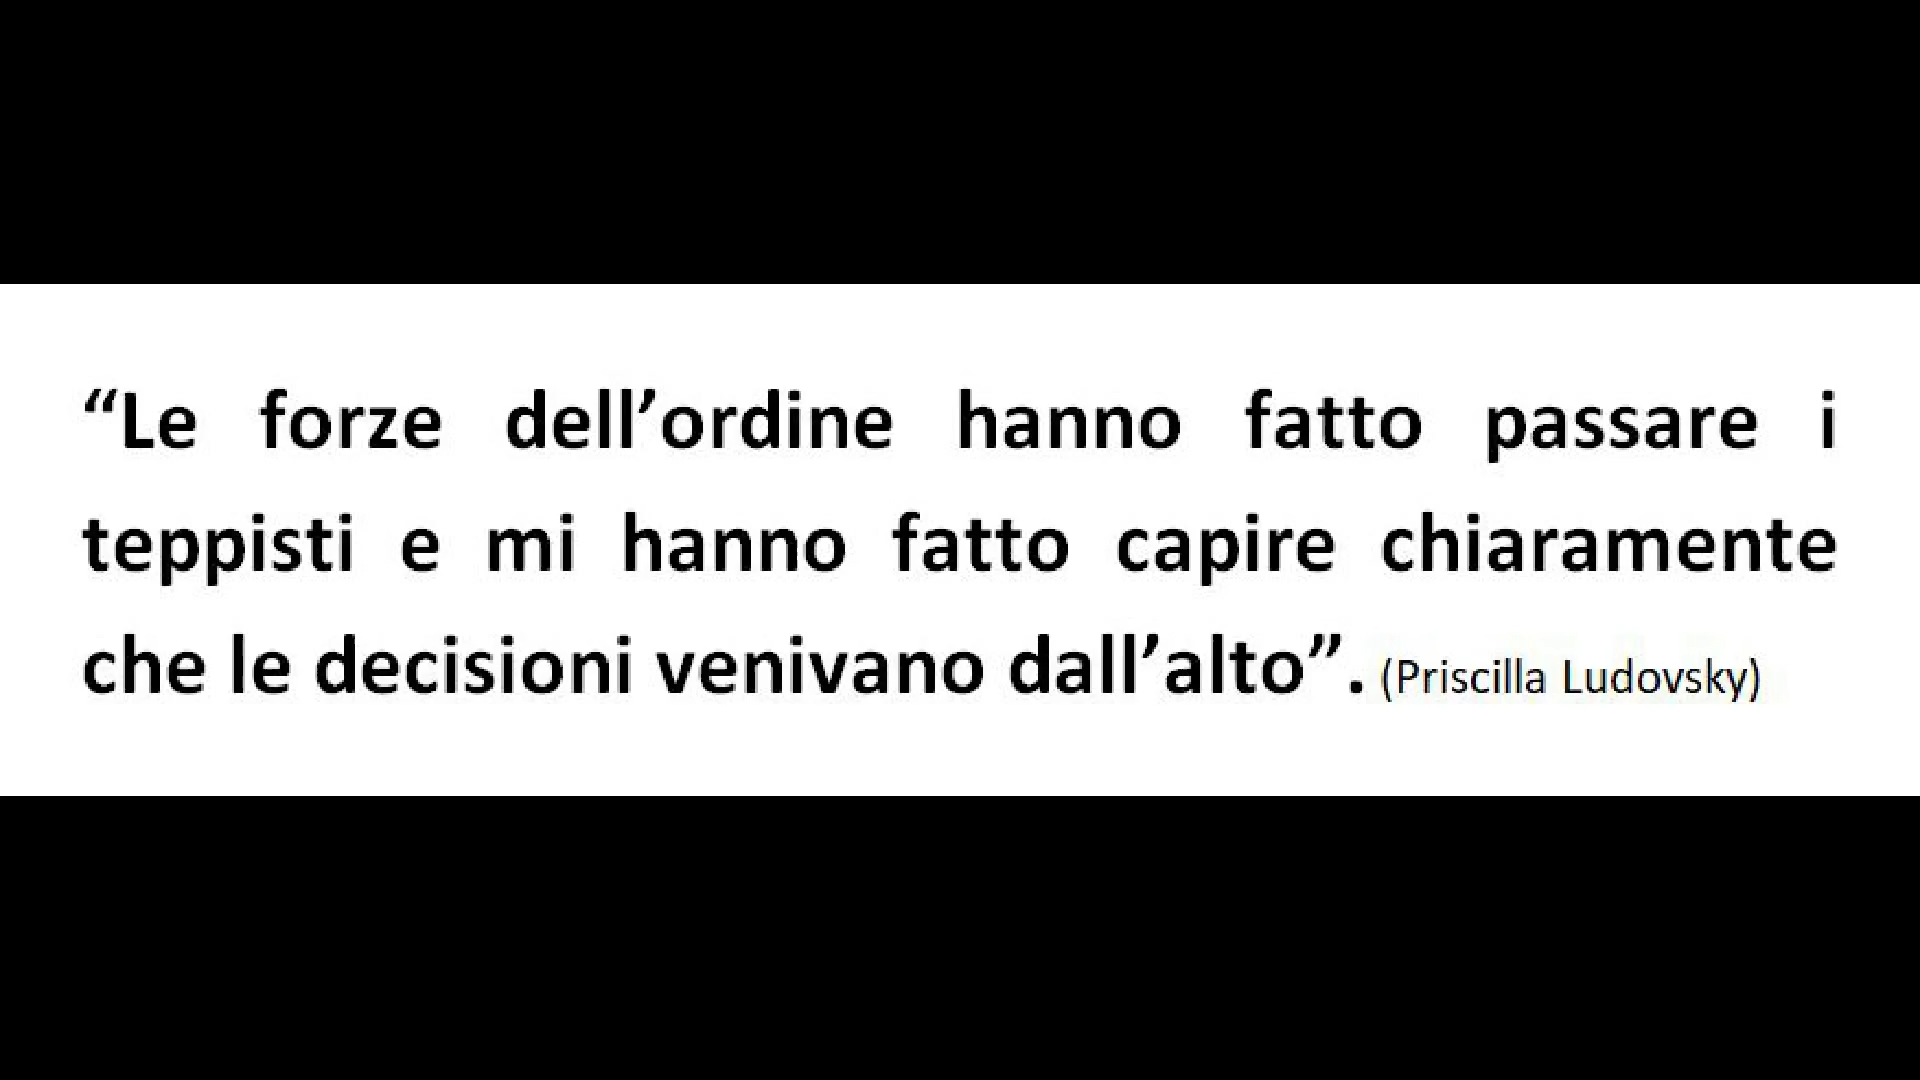 “Le forze dell’ordine hanno fatto passare i
teppisti e mi hanno fatto capire chiaramente
che le decisioni venivano dall’alto”. (Priscilla Ludovsky)